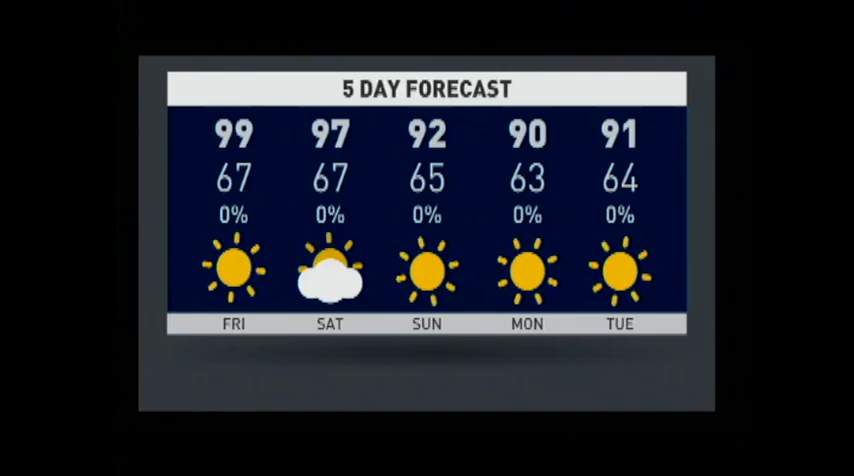 5 DAY FORECAST
99 97 92 90 91
67 67 65 63 64
0% 0% 0% 0% 0%
FRI SAT SUN MON TUE